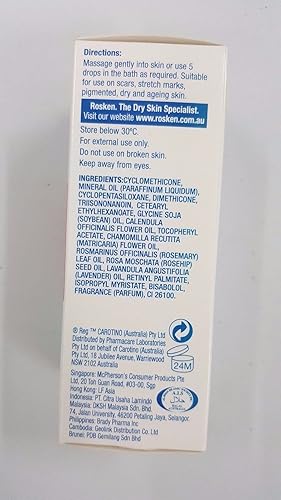 Directions:
Massage gently into skin or use 5
drops in the bath as required. Suitable
for use on scars, stretch marks,
pigmented, dry and ageing skin.
Rosken. The Dry Skin Specialist.
Visit our website www.rosken.com.au
Store below 30°C.
For external use only.
Do not use on broken skin.
Keep away from eyes.
INGREDIENTS:CYCLOMETHICONE,
MINERAL OIL (PARAFFINUM LIQUIDUM),
CYCLOPENTASILOXANE, DIMETHICONE,
TRIISONONANOIN, CETEARYL
ETHYLHEXANOATE, GLYCINE SOJA
(SOYBEAN) OIL, CALENDULA
OFFICINALIS FLOWER OIL, TOCOPHERYL
ACETATE, CHAMOMILLA RECUTITA
(MATRICARIA) FLOWER OIL,
ROSMARINUS OFFICINALIS (ROSEMARY)
LEAF OIL, ROSA MOSCHATA (ROSEHIP)
SEED OIL, LAVANDULA ANGUSTIFOLIA
(LAVENDER) OIL, RETINYL PALMITATE,
ISOPROPYL MYRISTATE, BISABOLOL,
FRAGRANCE (PARFUM), CI 26100.
® Reg ™ CAROTINO (Australia) Pty Ltd
Distributed by Pharmacare Laboratories
Pty Ltd on behalf of Carotino (Australia)
Pty Ltd, 18 Jubilee Avenue, Warriewood
NSW 2102 Australia
24M
Singapore: McPherson's Consumer Products Pte
Ltd, 20 Toh Guan Road, #03-00, Sgp
Hong Kong: LF Asia
Indonesia: PT. Citra Usaha Lamindo
Malaysia: DKSH Malaysia Sdn Bhd.
74, Jalan University, 46200 Petaling Jaya, Selangor.
Philippines: Brady Pharma Inc
Cambodia: Geolink Distribution Co. Ltd
Brunei: PDB Gemilang Sdn Bhd